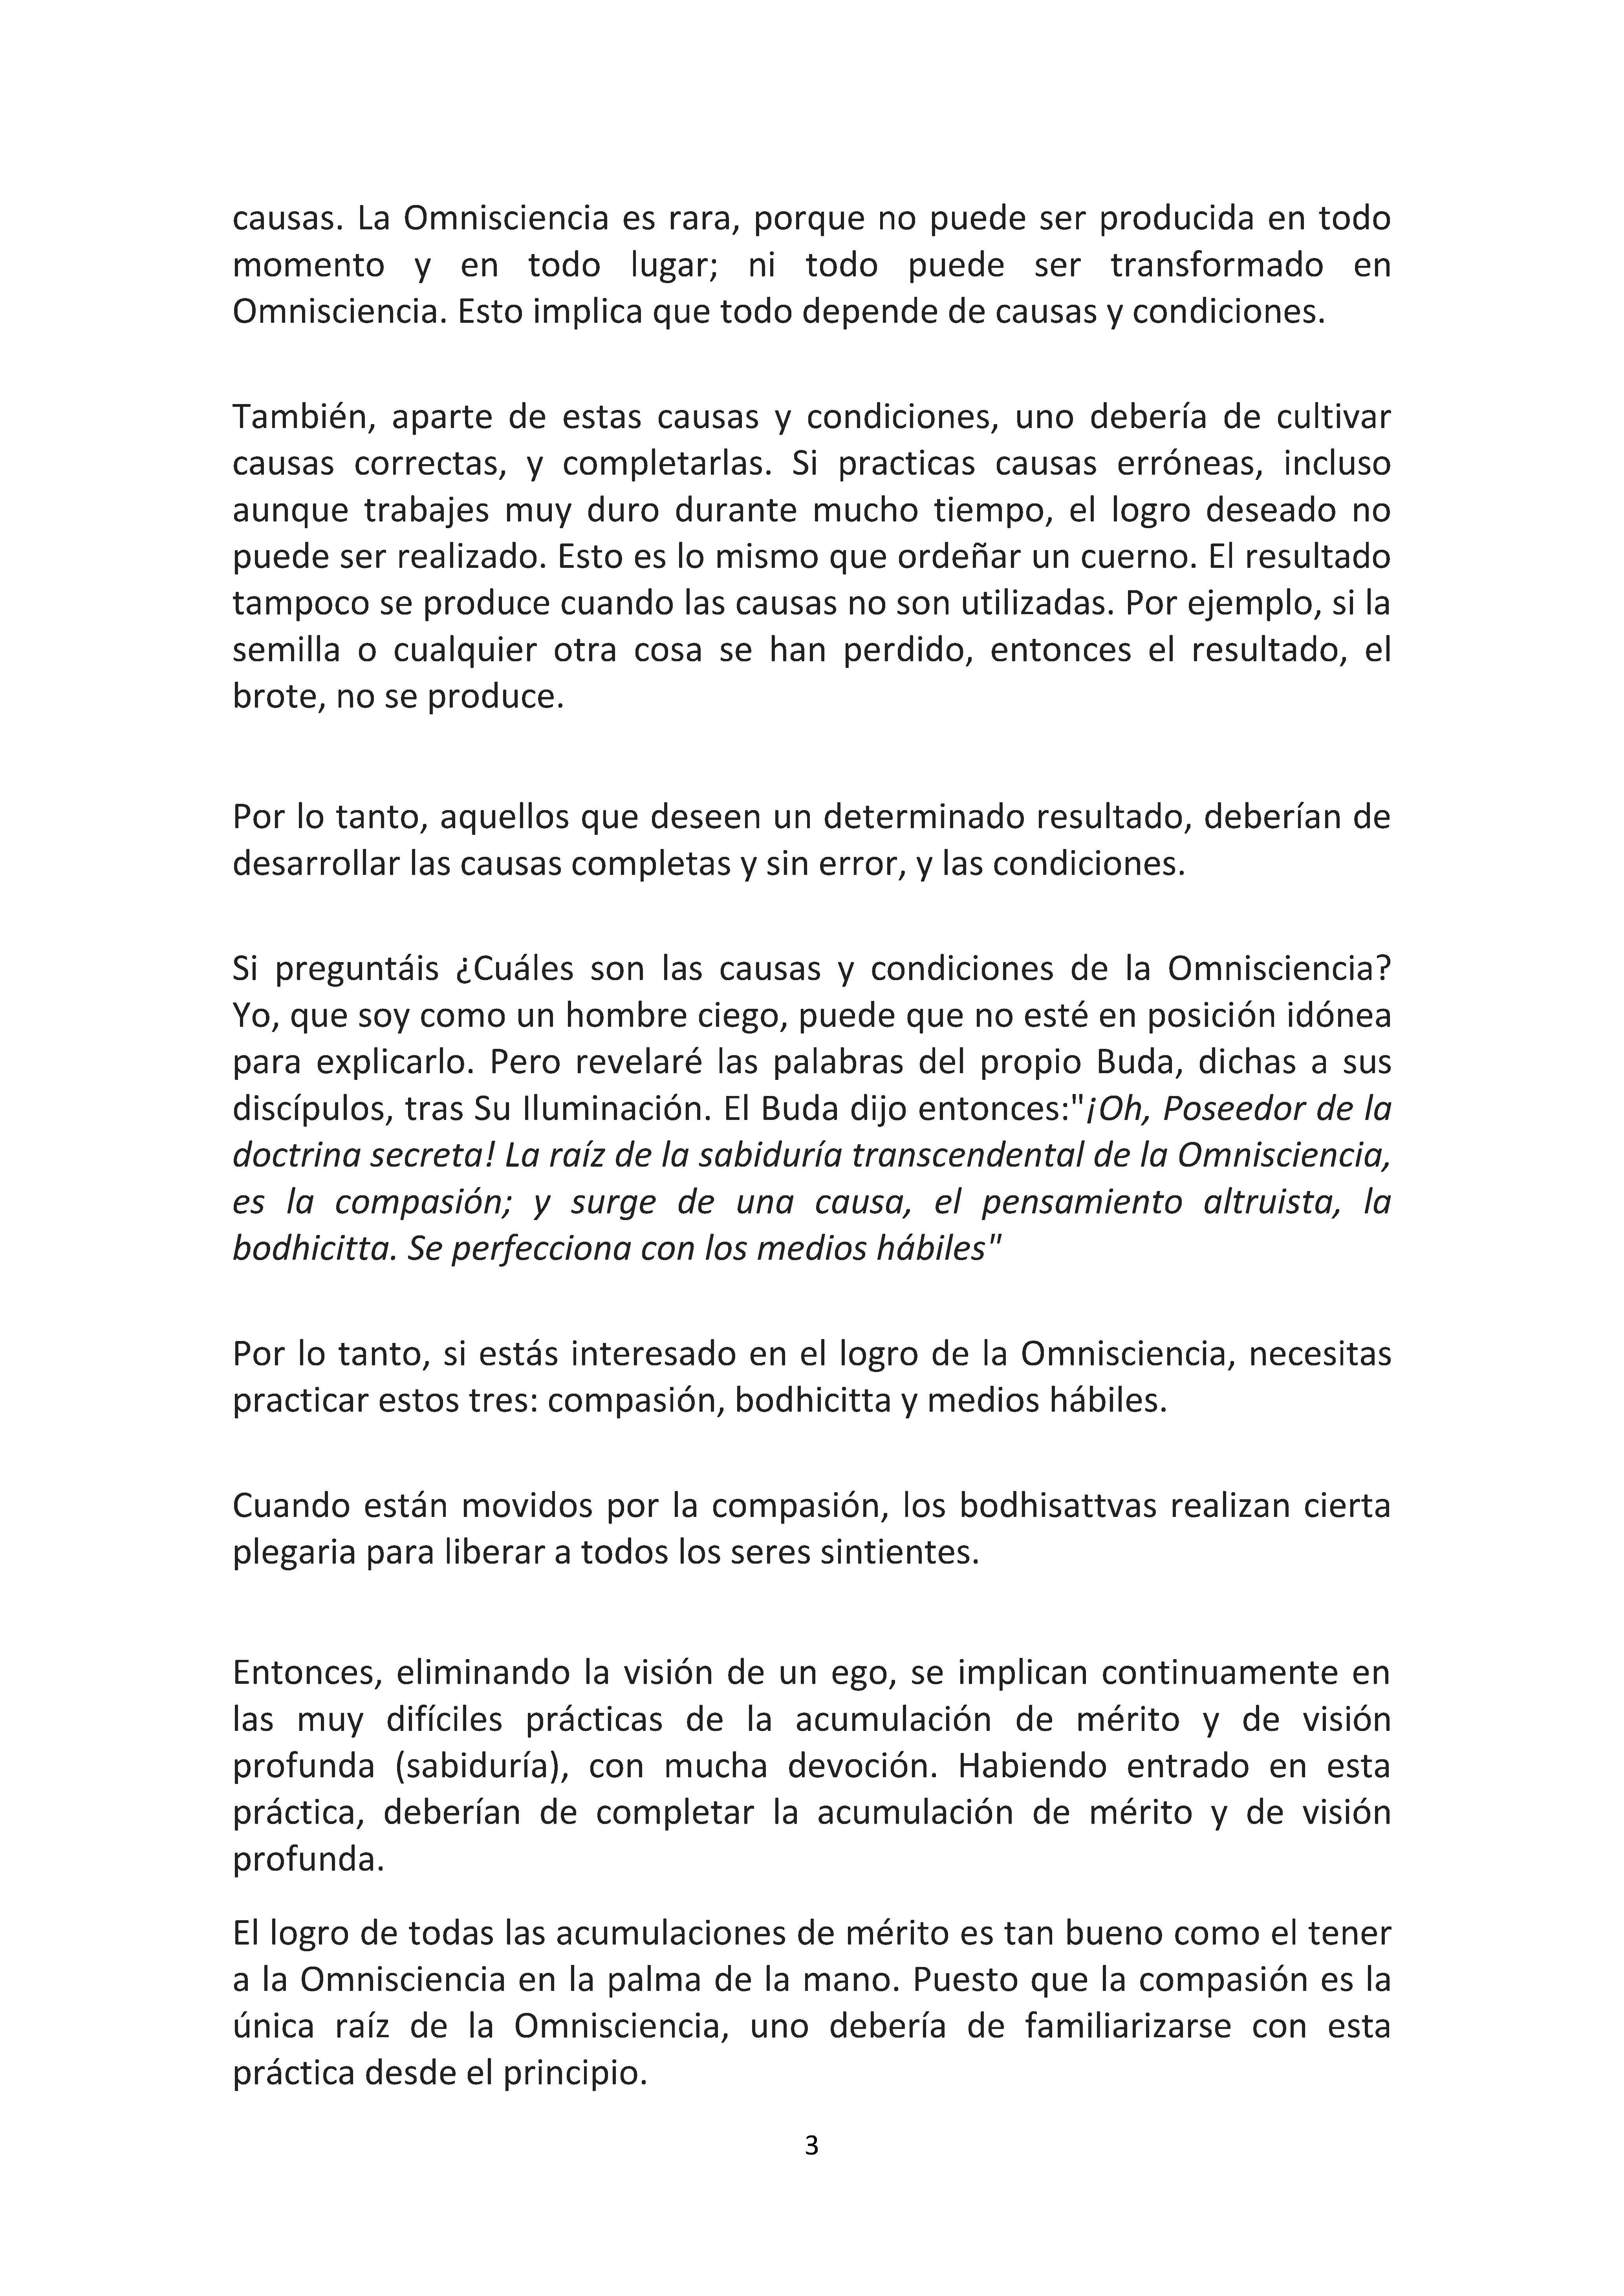 causas. La Omnisciencia es rara, porque no puede ser producida en todo
momento y en todo lugar; ni todo puede ser transformado en
Omnisciencia. Esto implica que todo depende de causas y condiciones.
También, aparte de estas causas y condiciones, uno debería de cultivar
causas correctas, y completarlas. Si practicas causas erróneas, incluso
aunque trabajes muy duro durante mucho tiempo, el logro deseado no
puede ser realizado. Esto es lo mismo que ordeñar un cuerno. El resultado
tampoco se produce cuando las causas no son utilizadas. Por ejemplo, si la
semilla o cualquier otra cosa se han perdido, entonces el resultado, el
brote, no se produce.
Por lo tanto, aquellos que deseen un determinado resultado, deberían de
desarrollar las causas completas y sin error, y las condiciones.
Si preguntáis ¿Cuáles son las causas y condiciones de la Omnisciencia?
Yo, que soy como un hombre ciego, puede que no esté en posición idónea
para explicarlo. Pero revelaré las palabras del propio Buda, dichas a sus
discípulos, tras Su Iluminación. El Buda dijo entonces:"¡Oh, Poseedor de la
doctrina secreta! La raíz de la sabiduría transcendental de la Omnisciencia,
es la compasión; y surge de una causa, el pensamiento altruista, la
bodhicitta. Se perfecciona con los medios hábiles"
Por lo tanto, si estás interesado en el logro de la Omnisciencia, necesitas
practicar estos tres: compasión, bodhicitta y medios hábiles.
Cuando están movidos por la compasión, los bodhisattvas realizan cierta
plegaria para liberar a todos los seres sintientes.
Entonces, eliminando la visión de un ego, se implican continuamente en
las muy difíciles prácticas de la acumulación de mérito y de visión
profunda (sabiduría), con mucha devoción. Habiendo entrado en esta
práctica, deberían de completar la acumulación de mérito y de visión
profunda.
El logro de todas las acumulaciones de mérito es tan bueno como el tener
a la Omnisciencia en la palma de la mano. Puesto que la compasión es la
única raíz de la Omnisciencia, uno debería de familiarizarse con esta
práctica desde el principio.
3